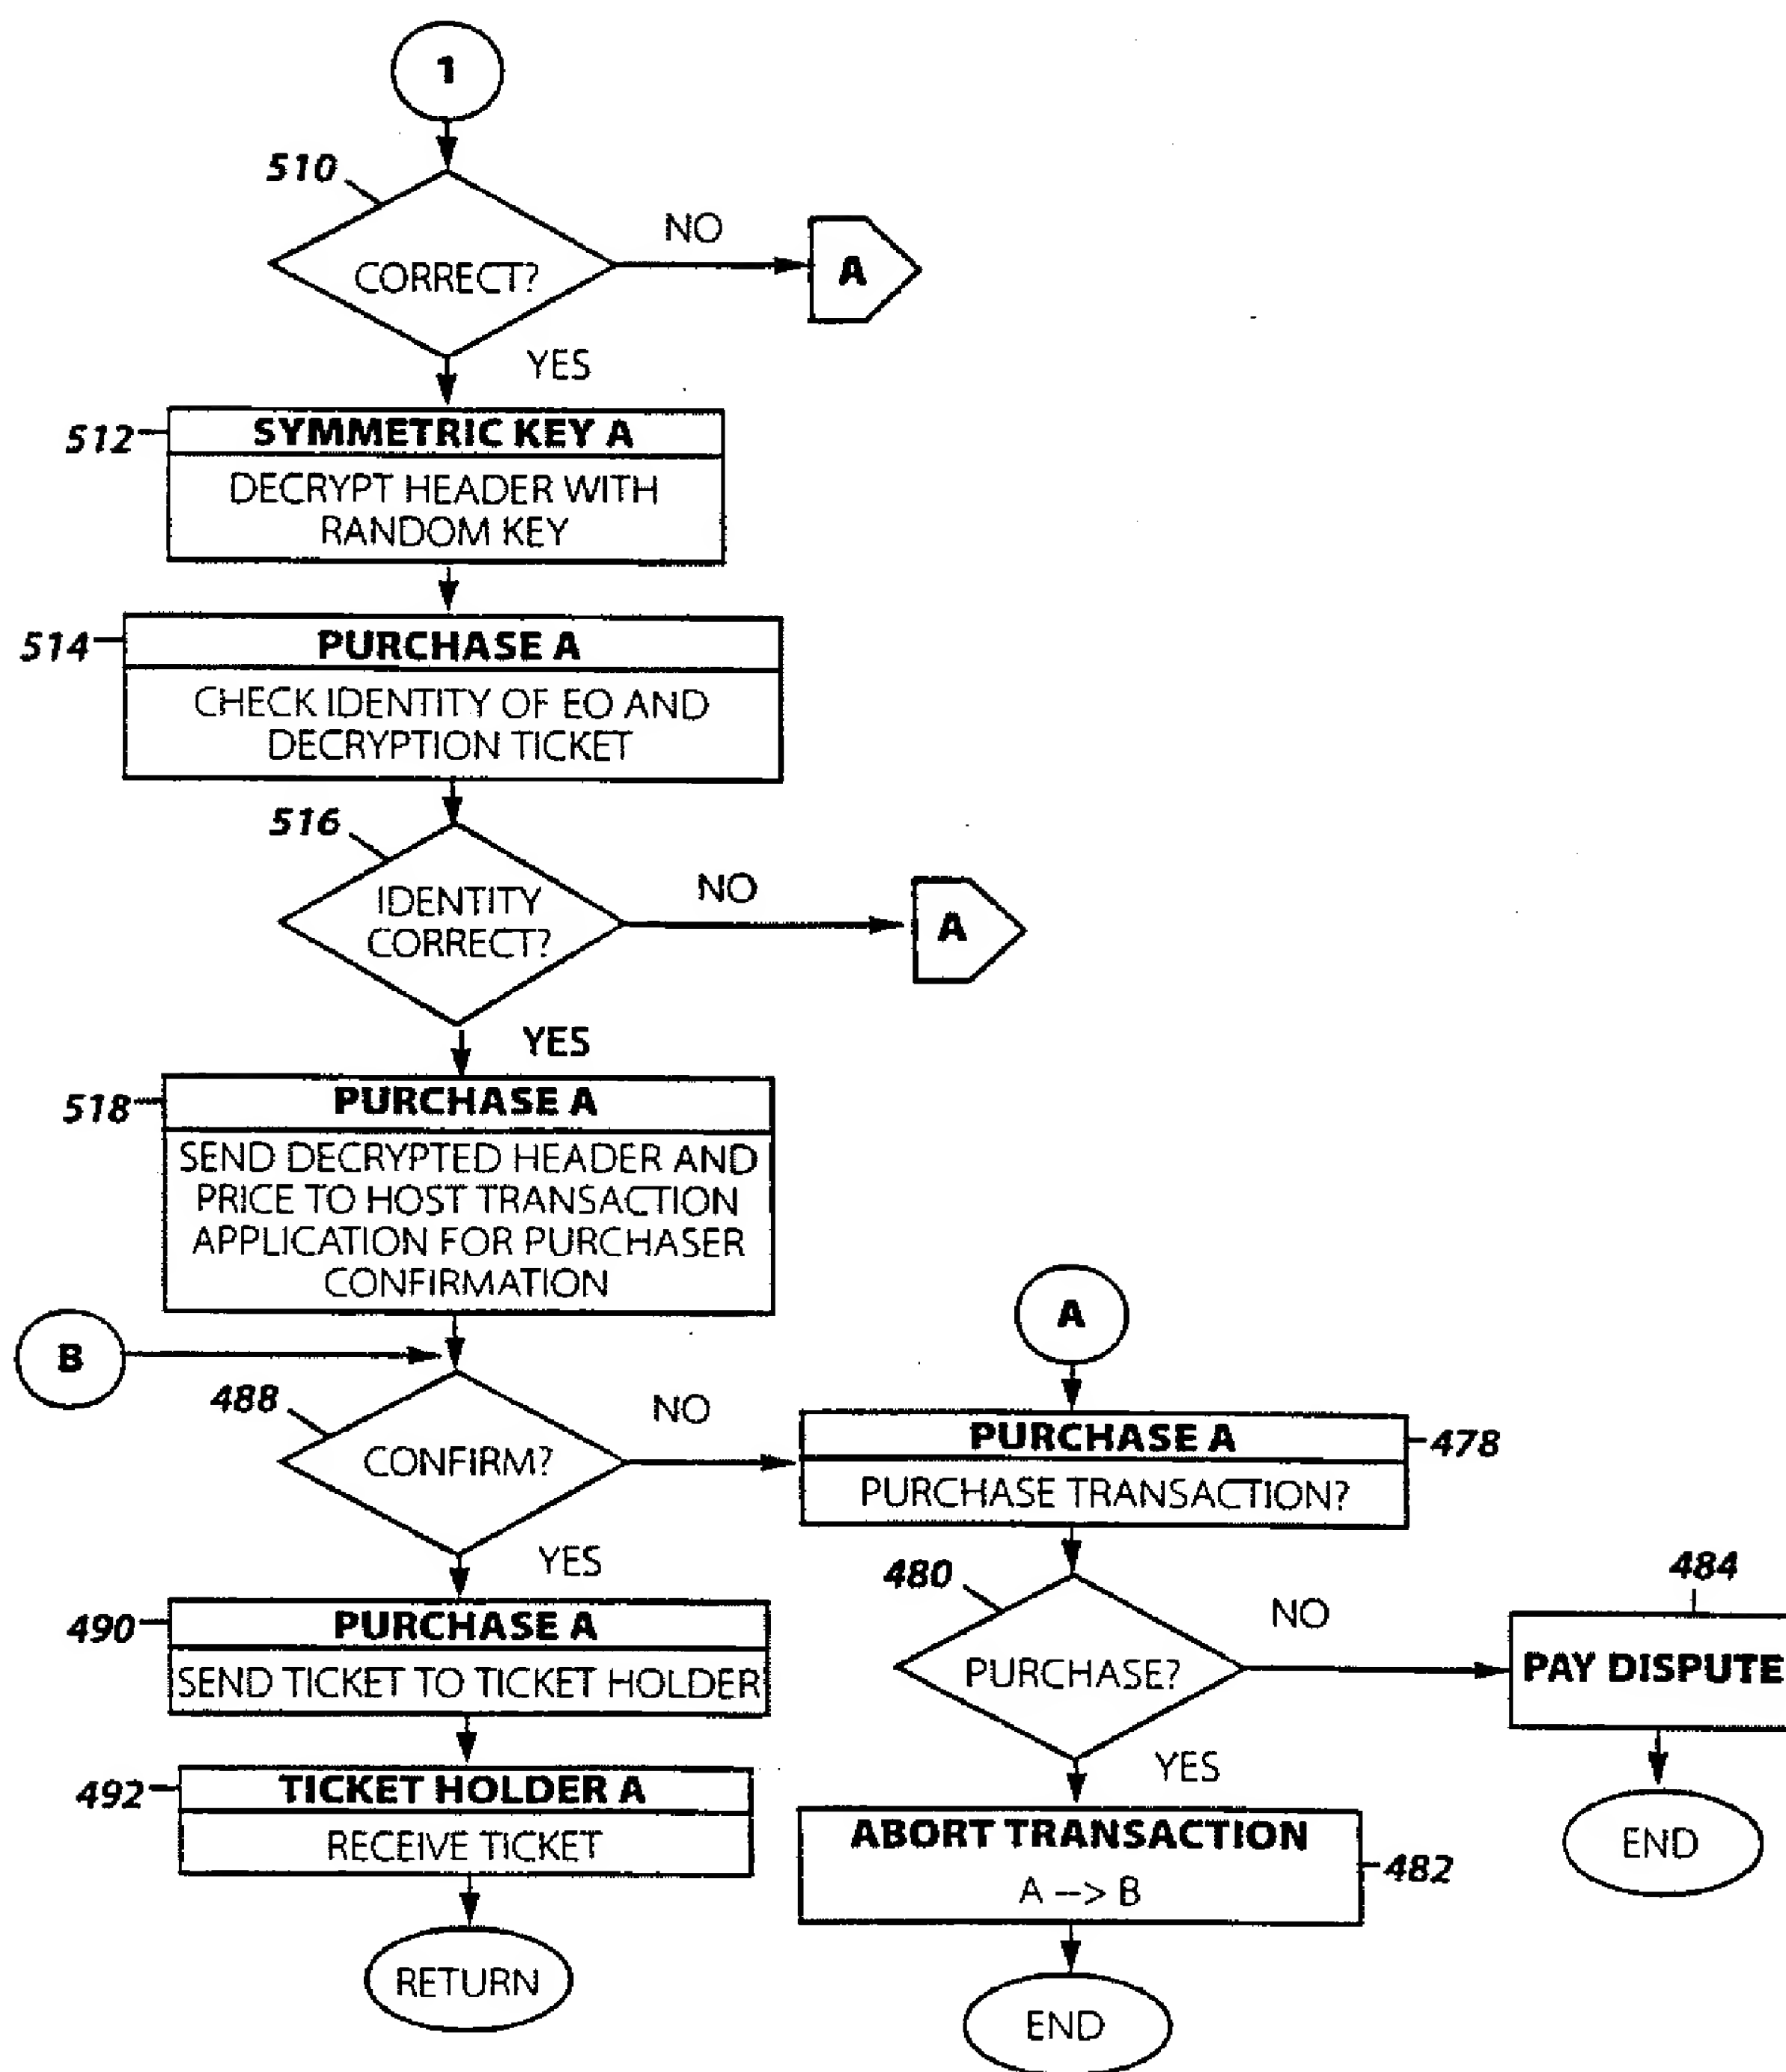 1
510
CORRECT?
NO
A
YES
512
SYMMETRIC KEY A
DECRYPT HEADER WITH
RANDOM KEY
514
PURCHASE A
CHECK IDENTITY OF EO AND
DECRYPTION TICKET
516
IDENTITY
CORRECT?
NO
A
YES
518
PURCHASE A
SEND DECRYPTED HEADER AND
PRICE TO HOST TRANSACTION
APPLICATION FOR PURCHASER
CONFIRMATION
B
488
CONFIRM?
NO
YES
490
PURCHASE A
SEND TICKET TO TICKET HOLDER
492
TICKET HOLDER A
RECEIVE TICKET
RETURN
A
PURCHASE A
478
PURCHASE TRANSACTION?
480
PURCHASE?
NO
484
PAY DISPUTE
END
YES
ABORT TRANSACTION
A --> B
482
END